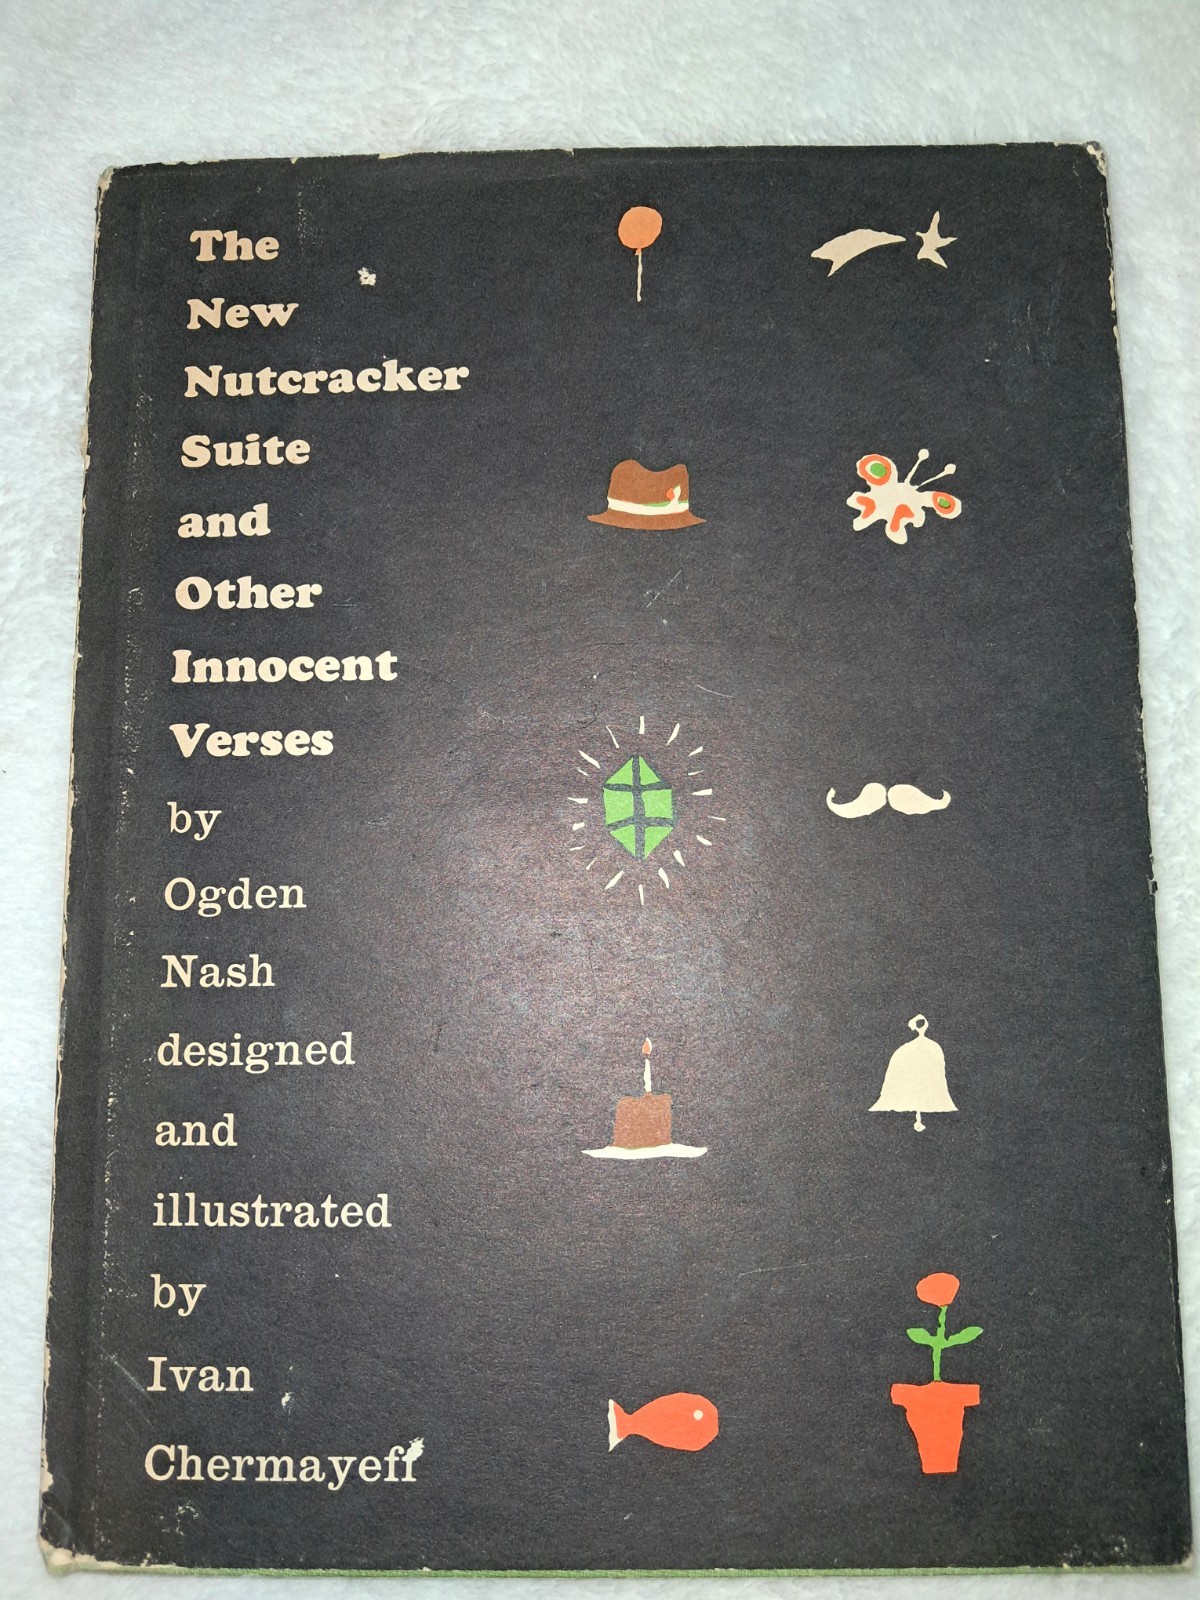 The
New
Nutcracker
Suite
and
Other
Innocent
Verses
by
Ogden
Nash
designed
and
illustrated
by
Ivan
Chermayeff